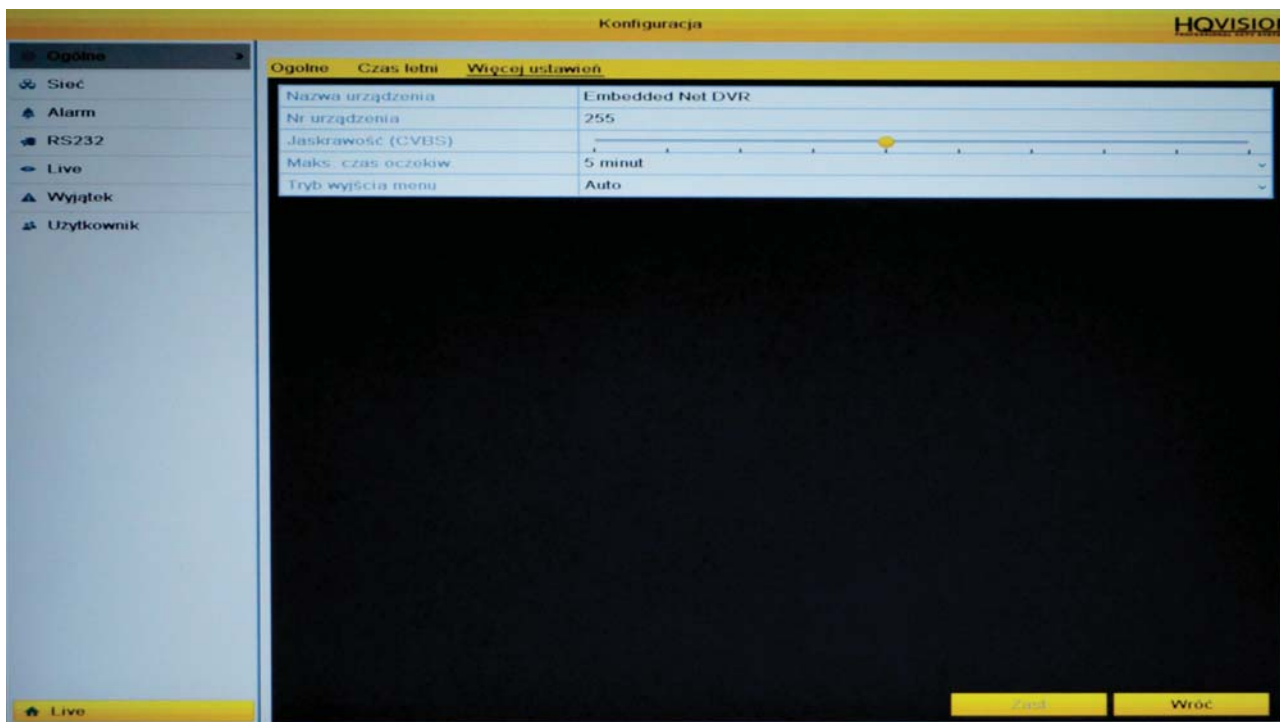 Konfiguracja
HQVISIO
Ogólne
Sieć
Alarm
RS232
Live
Wyjątek
Użytkownik
Live
Ogolne Czas letni Więcej ustawień
Nazwa urządzenia Embedded Net DVR
Nr urządzenia 255
Jaskrawość (CVBS)
Maks. czas oczekiw. 5 minut
Tryb wyjścia menu Auto
Zast. Wróć